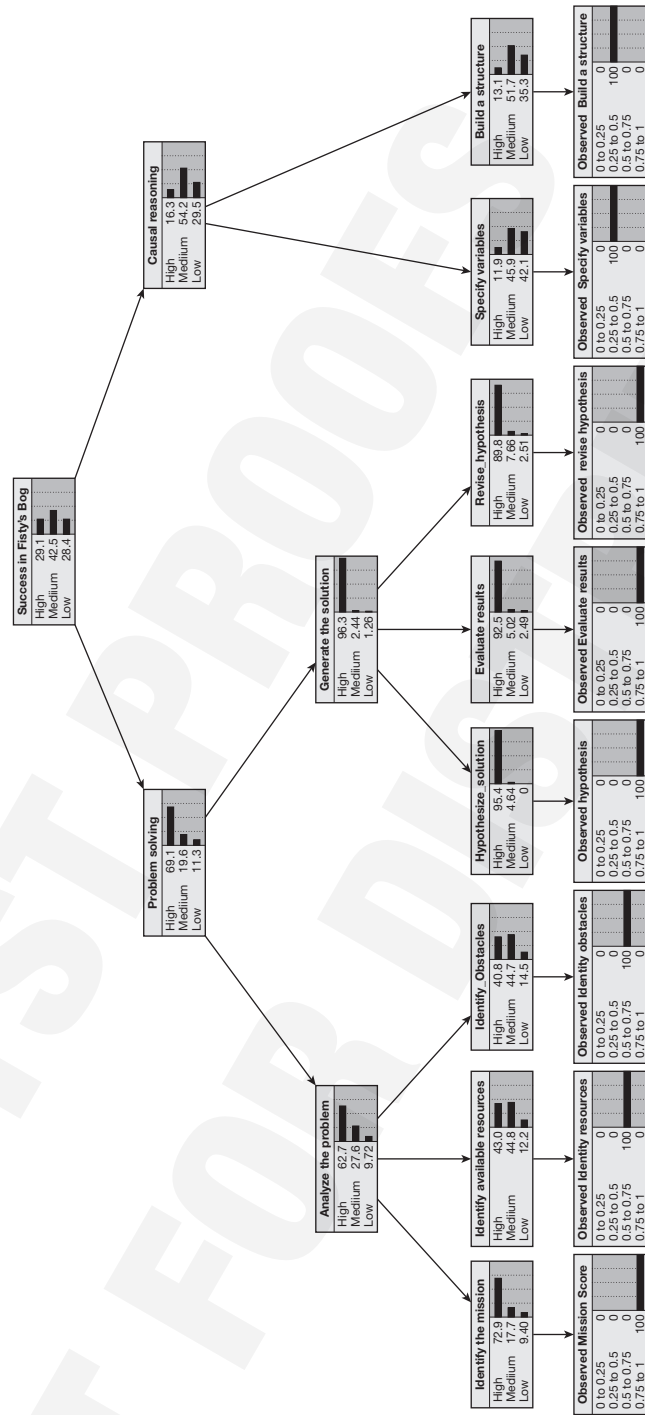 Success in Fisty's Bog
High 29.1
Mediium 42.5
Low 28.4
Problem solving
High 69.1
Mediium 19.6
Low 11.3
Causal reasoning
High 16.3
Mediium 54.2
Low 29.5
Analyze the problem
High 62.7
Mediium 27.6
Low 9.72
Generate the solution
High 96.3
Mediium 2.44
Low 1.26
Identify the mission
High 72.9
Mediium 17.7
Low 9.40
Identify available resources
High 43.0
Mediium 44.8
Low 12.2
Identify_Obstacles
High 40.8
Mediium 44.7
Low 14.5
Hypothesize_solution
High 95.4
Mediium 4.64
Low 0
Evaluate results
High 92.5
Mediium 5.02
Low 2.49
Revise_hypothesis
High 89.8
Mediium 7.66
Low 2.51
Specify variables
High 11.9
Mediium 45.9
Low 42.1
Build a structure
High 13.1
Mediium 51.7
Low 35.3
Observed Mission Score
0 to 0.25 0
0.25 to 0.5 0
0.5 to 0.75 0
0.75 to 1 100
Observed Identity resources
0 to 0.25 0
0.25 to 0.5 0
0.5 to 0.75 100
0.75 to 1 0
Observed Identity obstacles
0 to 0.25 0
0.25 to 0.5 0
0.5 to 0.75 100
0.75 to 1 0
Observed hypothesis
0 to 0.25 0
0.25 to 0.5 0
0.5 to 0.75 0
0.75 to 1 100
Observed Evaluate results
0 to 0.25 0
0.25 to 0.5 0
0.5 to 0.75 0
0.75 to 1 100
Observed revise hypothesis
0 to 0.25 0
0.25 to 0.5 0
0.5 to 0.75 0
0.75 to 1 100
Observed Specify variables
0 to 0.25 0
0.25 to 0.5 100
0.5 to 0.75 0
0.75 to 1 0
Observed Build a structure
0 to 0.25 0
0.25 to 0.5 100
0.5 to 0.75 0
0.75 to 1 0
PROOFS
FOR